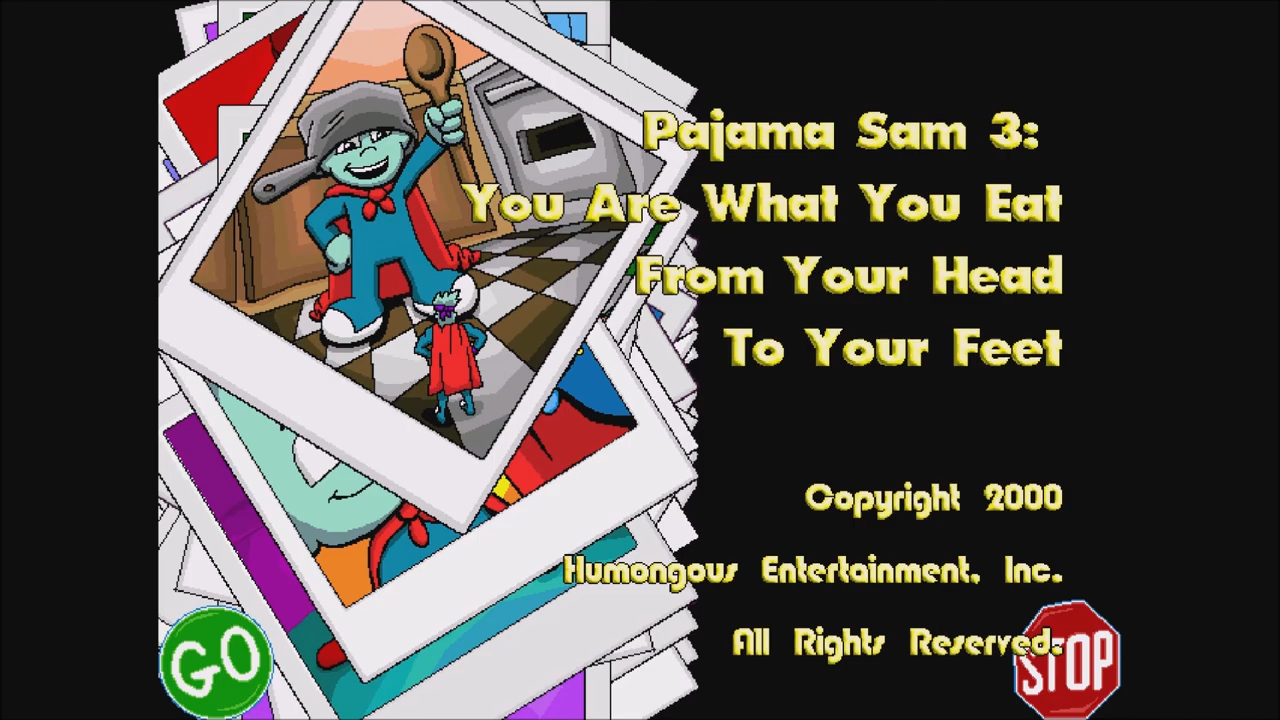 Pajama Sam 3:
You Are What You Eat
From Your Head
To Your Feet
Copyright 2000
Humongous Entertainment, Inc.
All Rights Reserved.
GO
STOP